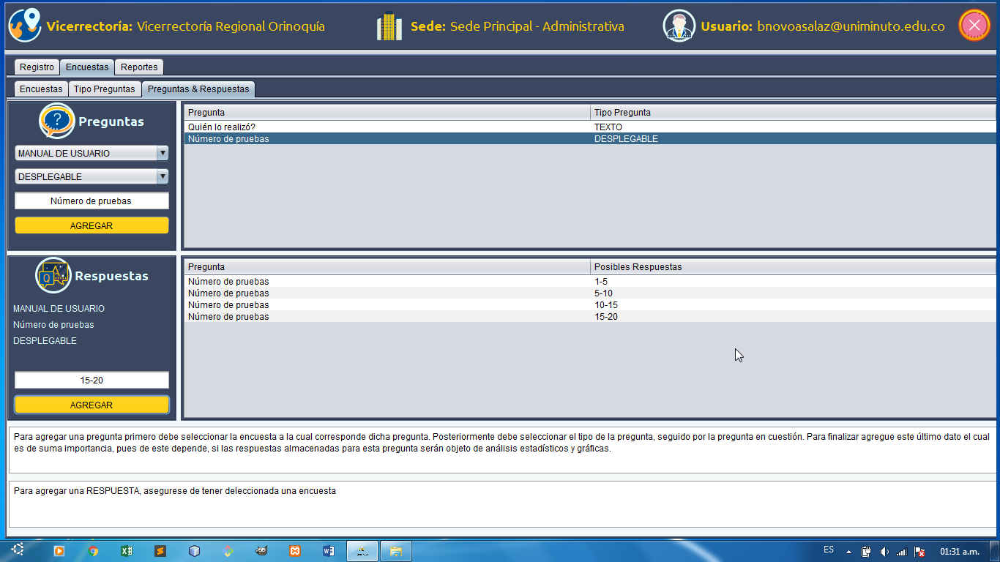 Vicerrectoría: Vicerrectoría Regional Orinoquía
Sede: Sede Principal - Administrativa
Usuario: bnovoasalaz@uniminuto.edu.co
Registro Encuestas Reportes
Encuestas Tipo Preguntas Preguntas & Respuestas
Preguntas
MANUAL DE USUARIO
DESPLEGABLE
Número de pruebas
AGREGAR
Pregunta Tipo Pregunta
Quién lo realizó? TEXTO
Número de pruebas DESPLEGABLE
Respuestas
MANUAL DE USUARIO
Número de pruebas
DESPLEGABLE
15-20
AGREGAR
Pregunta Posibles Respuestas
Número de pruebas 1-5
Número de pruebas 5-10
Número de pruebas 10-15
Número de pruebas 15-20
Para agregar una pregunta primero debe seleccionar la encuesta a la cual corresponde dicha pregunta. Posteriormente debe seleccionar el tipo de la pregunta, seguido por la pregunta en cuestión. Para finalizar agregue este último dato el cual
es de suma importancia, pues de este depende, si las respuestas almacenadas para esta pregunta serán objeto de análisis estadísticos y gráficas.
Para agregar una RESPUESTA, asegurese de tener deleccionada una encuesta
ES 01:31 a.m.